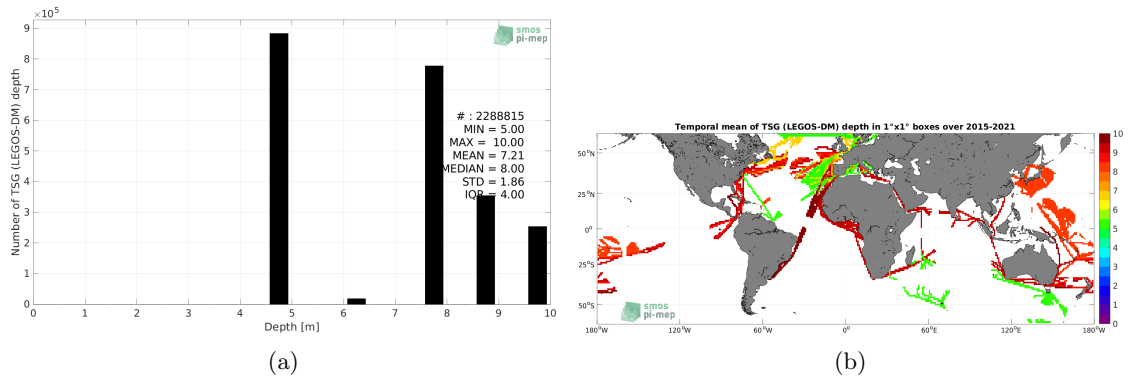 9
×10^5
8
7
6
5
4
3
2
1
0
Number of TSG (LEGOS-DM) depth
smos
pi-mep
# : 2288815
MIN = 5.00
MAX = 10.00
MEAN = 7.21
MEDIAN = 8.00
STD = 1.86
IQR = 4.00
0 1 2 3 4 5 6 7 8 9 10
Depth [m]
(a)
Temporal mean of TSG (LEGOS-DM) depth in 1°x1° boxes over 2015-2021
50°N
25°N
0°
25°S
50°S
smos
pi-mep
180°W 120°W 60°W 0° 60°E 120°E 180°E
10
9
8
7
6
5
4
3
2
1
0
(b)